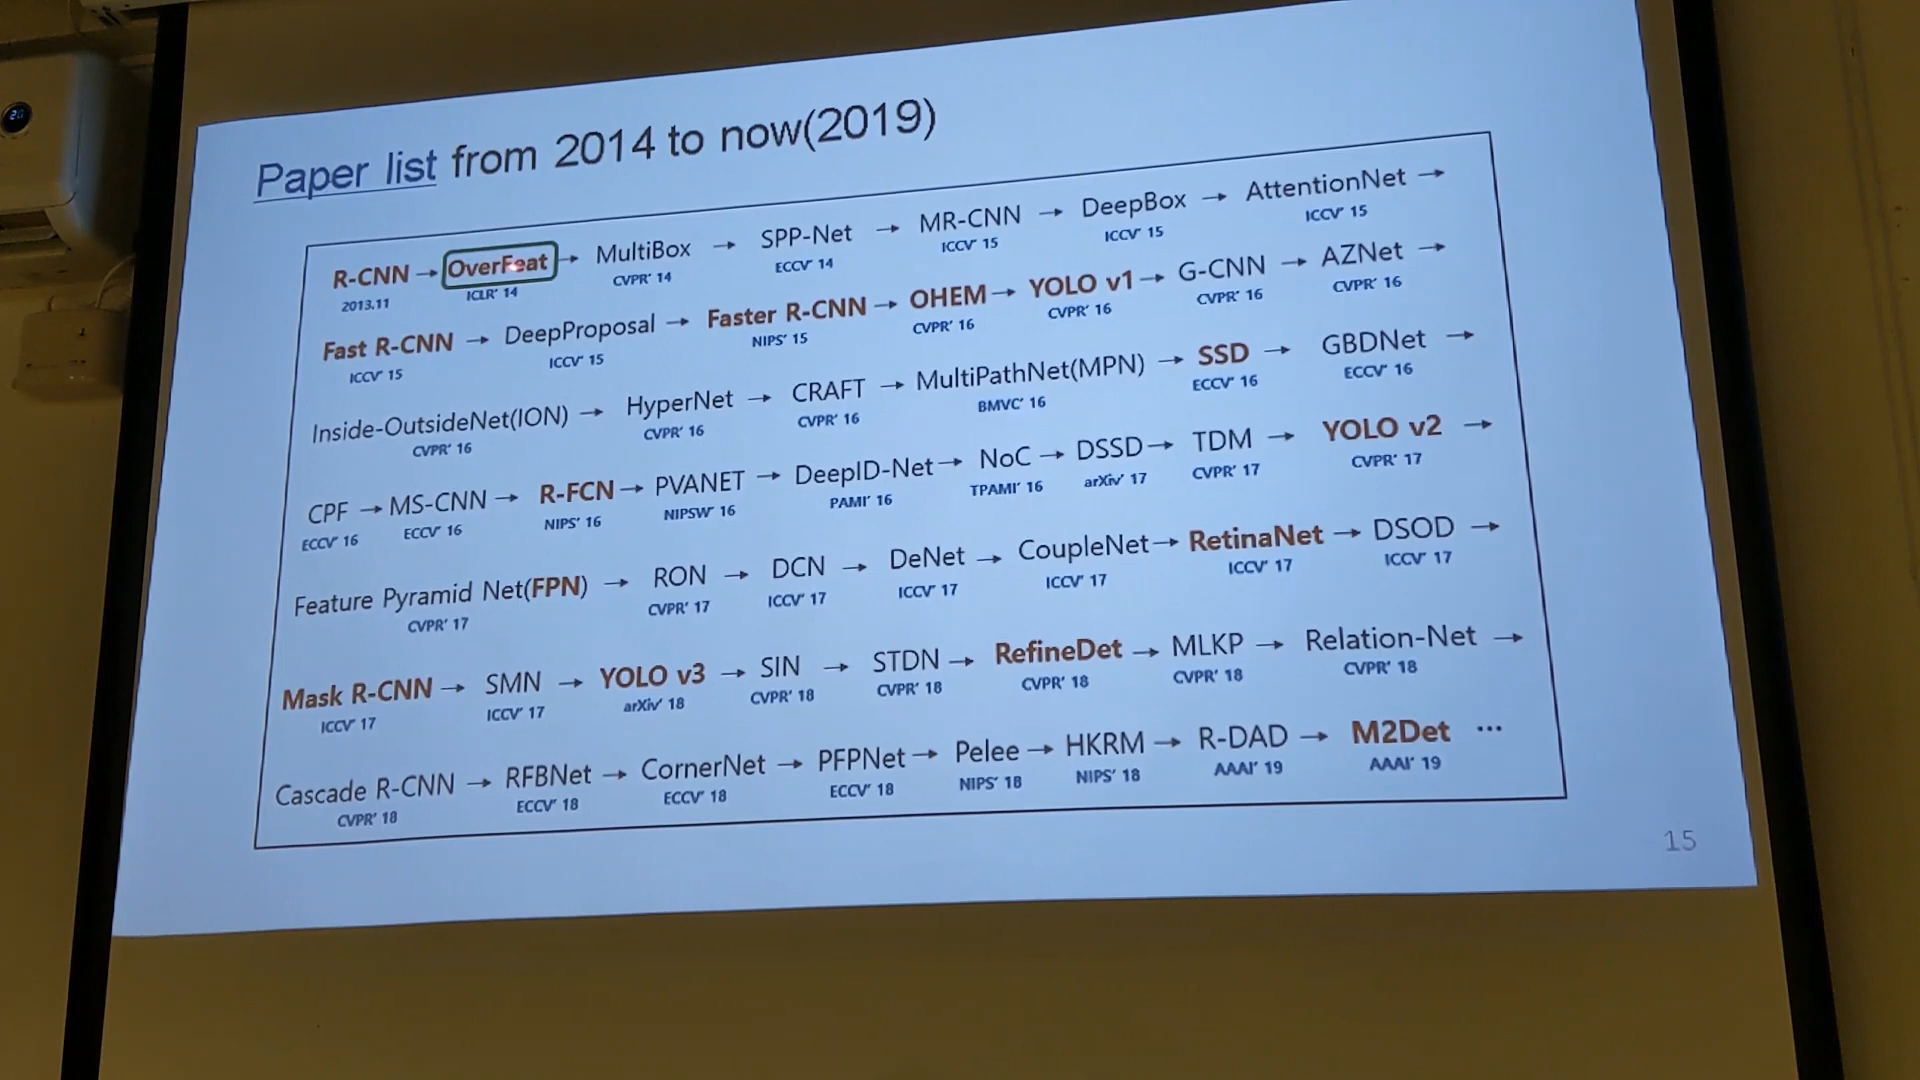 Paper list from 2014 to now(2019)
R-CNN → OverFeat → MultiBox → SPP-Net → MR-CNN → DeepBox → AttentionNet →
2013.11 ICLR' 14 CVPR' 14 ECCV' 14 ICCV' 15 ICCV' 15 ICCV' 15
Fast R-CNN → DeepProposal → Faster R-CNN → OHEM → YOLO v1 → G-CNN → AZNet →
ICCV' 15 ICCV' 15 NIPS' 15 CVPR' 16 CVPR' 16 CVPR' 16 CVPR' 16
Inside-OutsideNet(ION) → HyperNet → CRAFT → MultiPathNet(MPN) → SSD → GBDNet →
CVPR' 16 CVPR' 16 CVPR' 16 BMVC' 16 ECCV' 16 ECCV' 16
CPF → MS-CNN → R-FCN → PVANET → DeepID-Net → NoC → DSSD → TDM → YOLO v2 →
ECCV' 16 ECCV' 16 NIPS' 16 NIPSW' 16 PAMI' 16 TPAMI' 16 arXiv' 17 CVPR' 17 CVPR' 17
Feature Pyramid Net(FPN) → RON → DCN → DeNet → CoupleNet → RetinaNet → DSOD →
CVPR' 17 CVPR' 17 ICCV' 17 ICCV' 17 ICCV' 17 ICCV' 17 ICCV' 17
Mask R-CNN → SMN → YOLO v3 → SIN → STDN → RefineDet → MLKP → Relation-Net →
ICCV' 17 ICCV' 17 arXiv' 18 CVPR' 18 CVPR' 18 CVPR' 18 CVPR' 18 CVPR' 18
Cascade R-CNN → RFBNet → CornerNet → PFPNet → Pelee → HKRM → R-DAD → M2Det ...
CVPR' 18 ECCV' 18 ECCV' 18 ECCV' 18 NIPS' 18 NIPS' 18 AAAI' 19 AAAI' 19
15